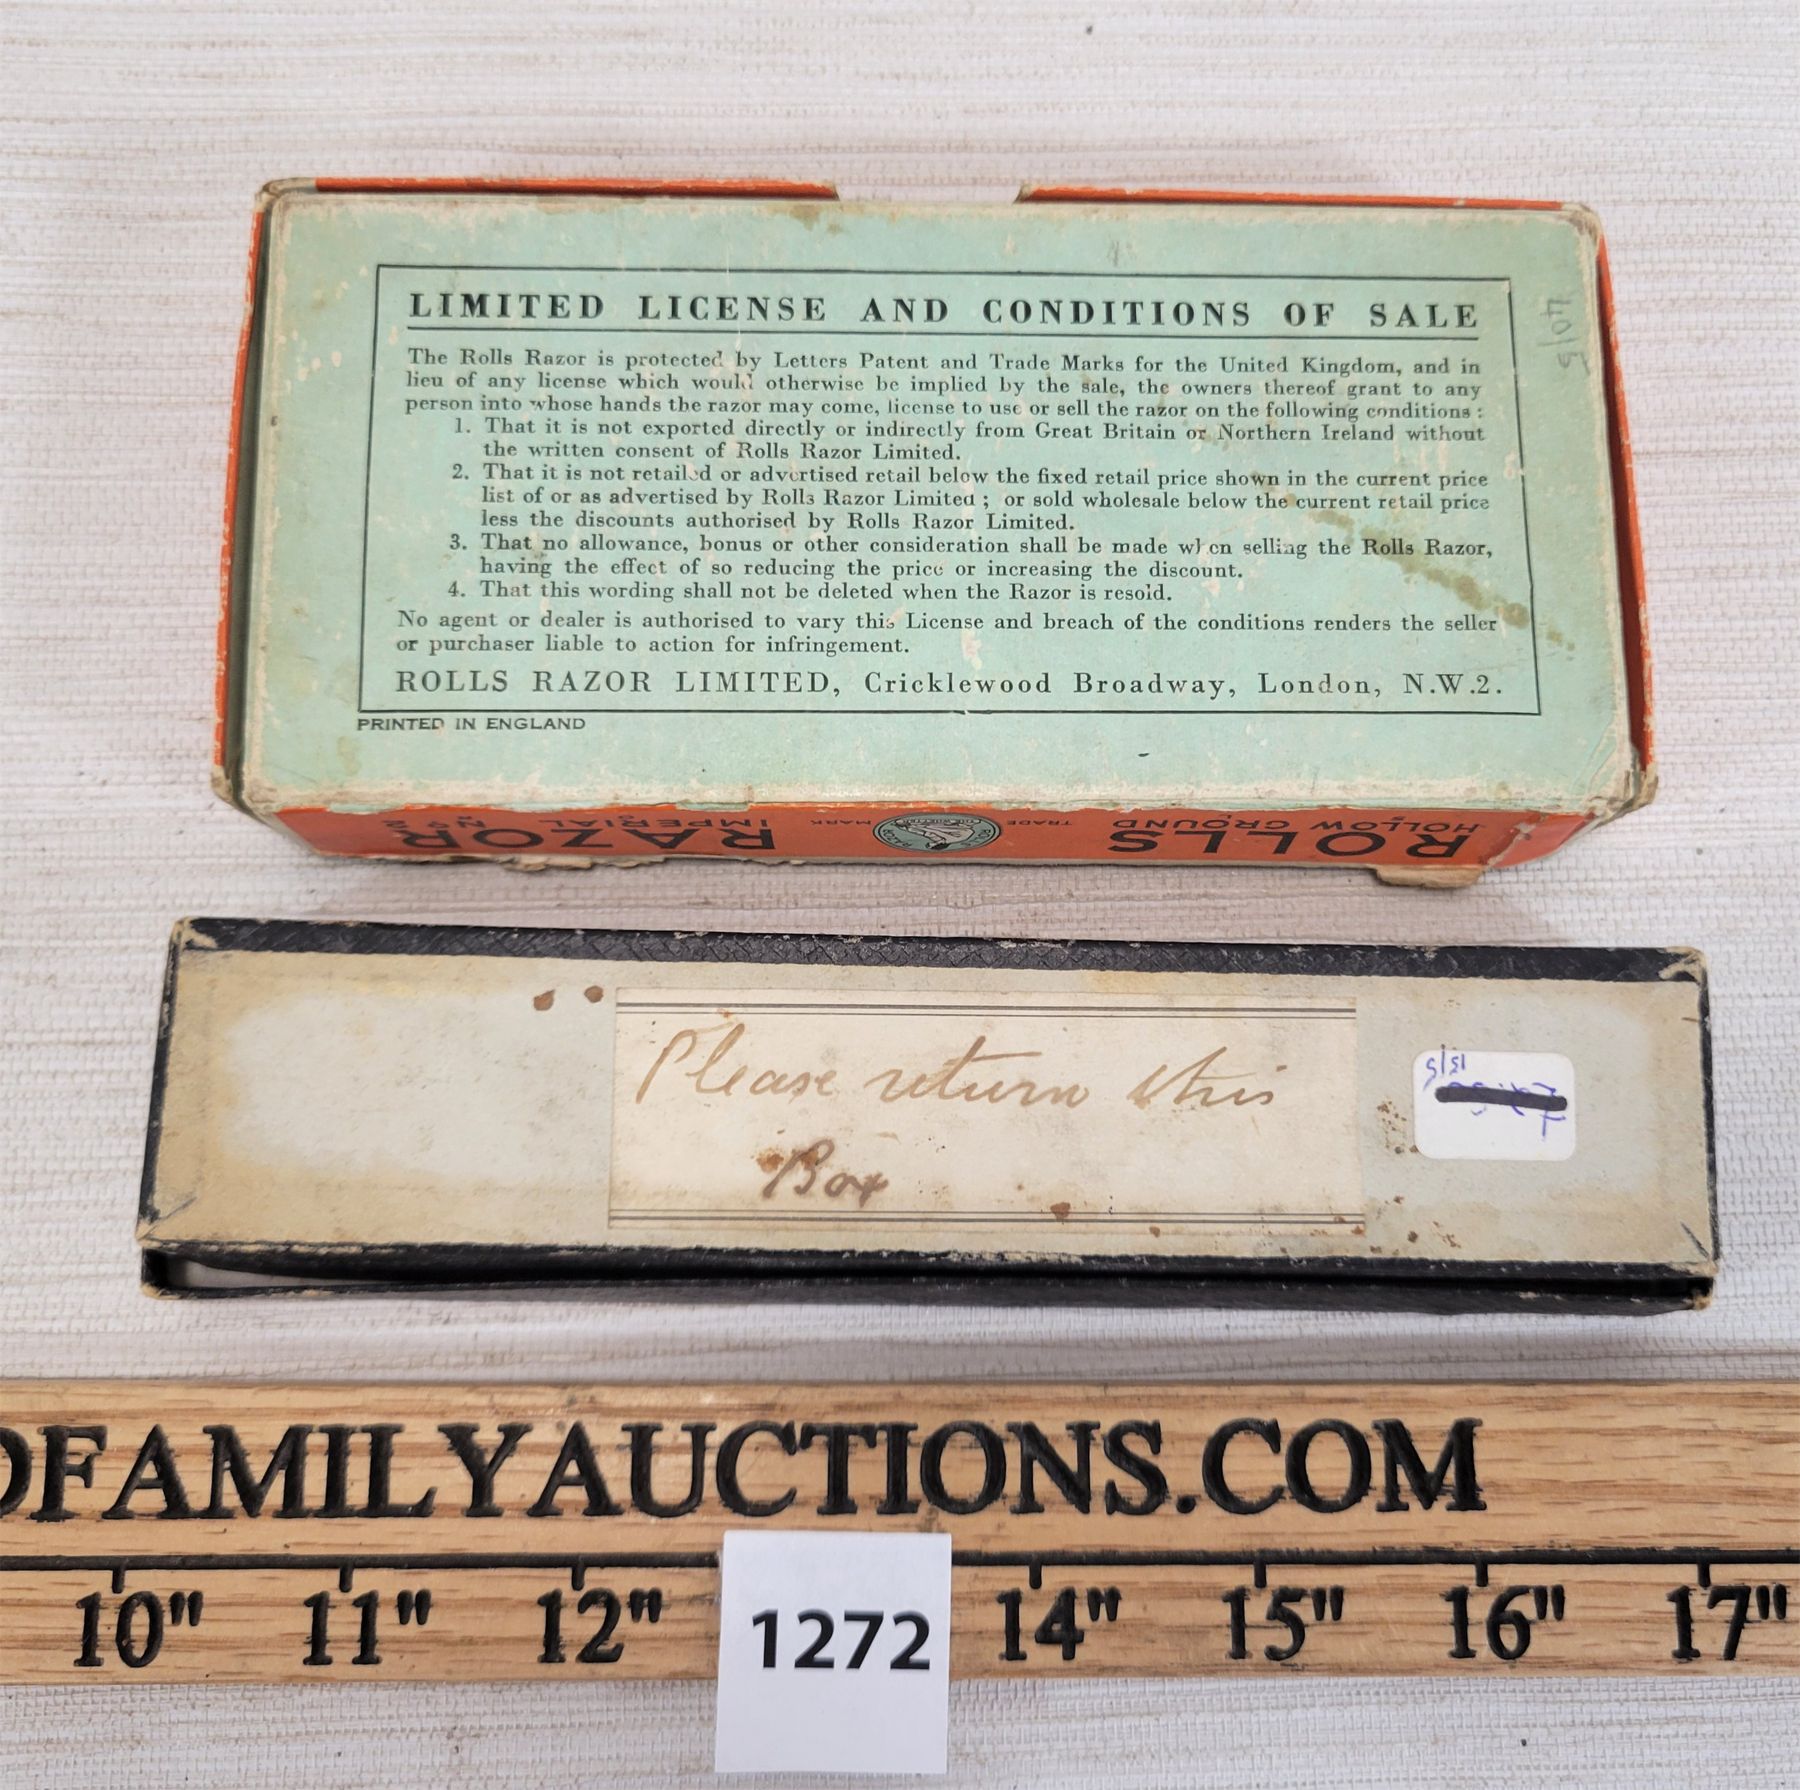 LIMITED LICENSE AND CONDITIONS OF SALE
The Rolls Razor is protected by Letters Patent and Trade Marks for the United Kingdom, and in
lieu of any license which would otherwise be implied by the sale, the owners thereof grant to any
person into whose hands the razor may come, license to use or sell the razor on the following conditions :
1. That it is not exported directly or indirectly from Great Britain or Northern Ireland without
the written consent of Rolls Razor Limited.
2. That it is not retailed or advertised retail below the fixed retail price shown in the current price
list of or as advertised by Rolls Razor Limited ; or sold wholesale below the current retail price
less the discounts authorised by Rolls Razor Limited.
3. That no allowance, bonus or other consideration shall be made when selling the Rolls Razor,
having the effect of so reducing the price or increasing the discount.
4. That this wording shall not be deleted when the Razor is resold.
No agent or dealer is authorised to vary this License and breach of the conditions renders the seller
or purchaser liable to action for infringement.
ROLLS RAZOR LIMITED, Cricklewood Broadway, London, N.W.2.
PRINTED IN ENGLAND
40/5
ROLLS RAZOR
HOLLOW GROUND TRADE MARK IMPERIAL Nº 2
Please return this
Box
FAMILYAUCTIONS.COM
10" 11" 12" 14" 15" 16" 17"
1272